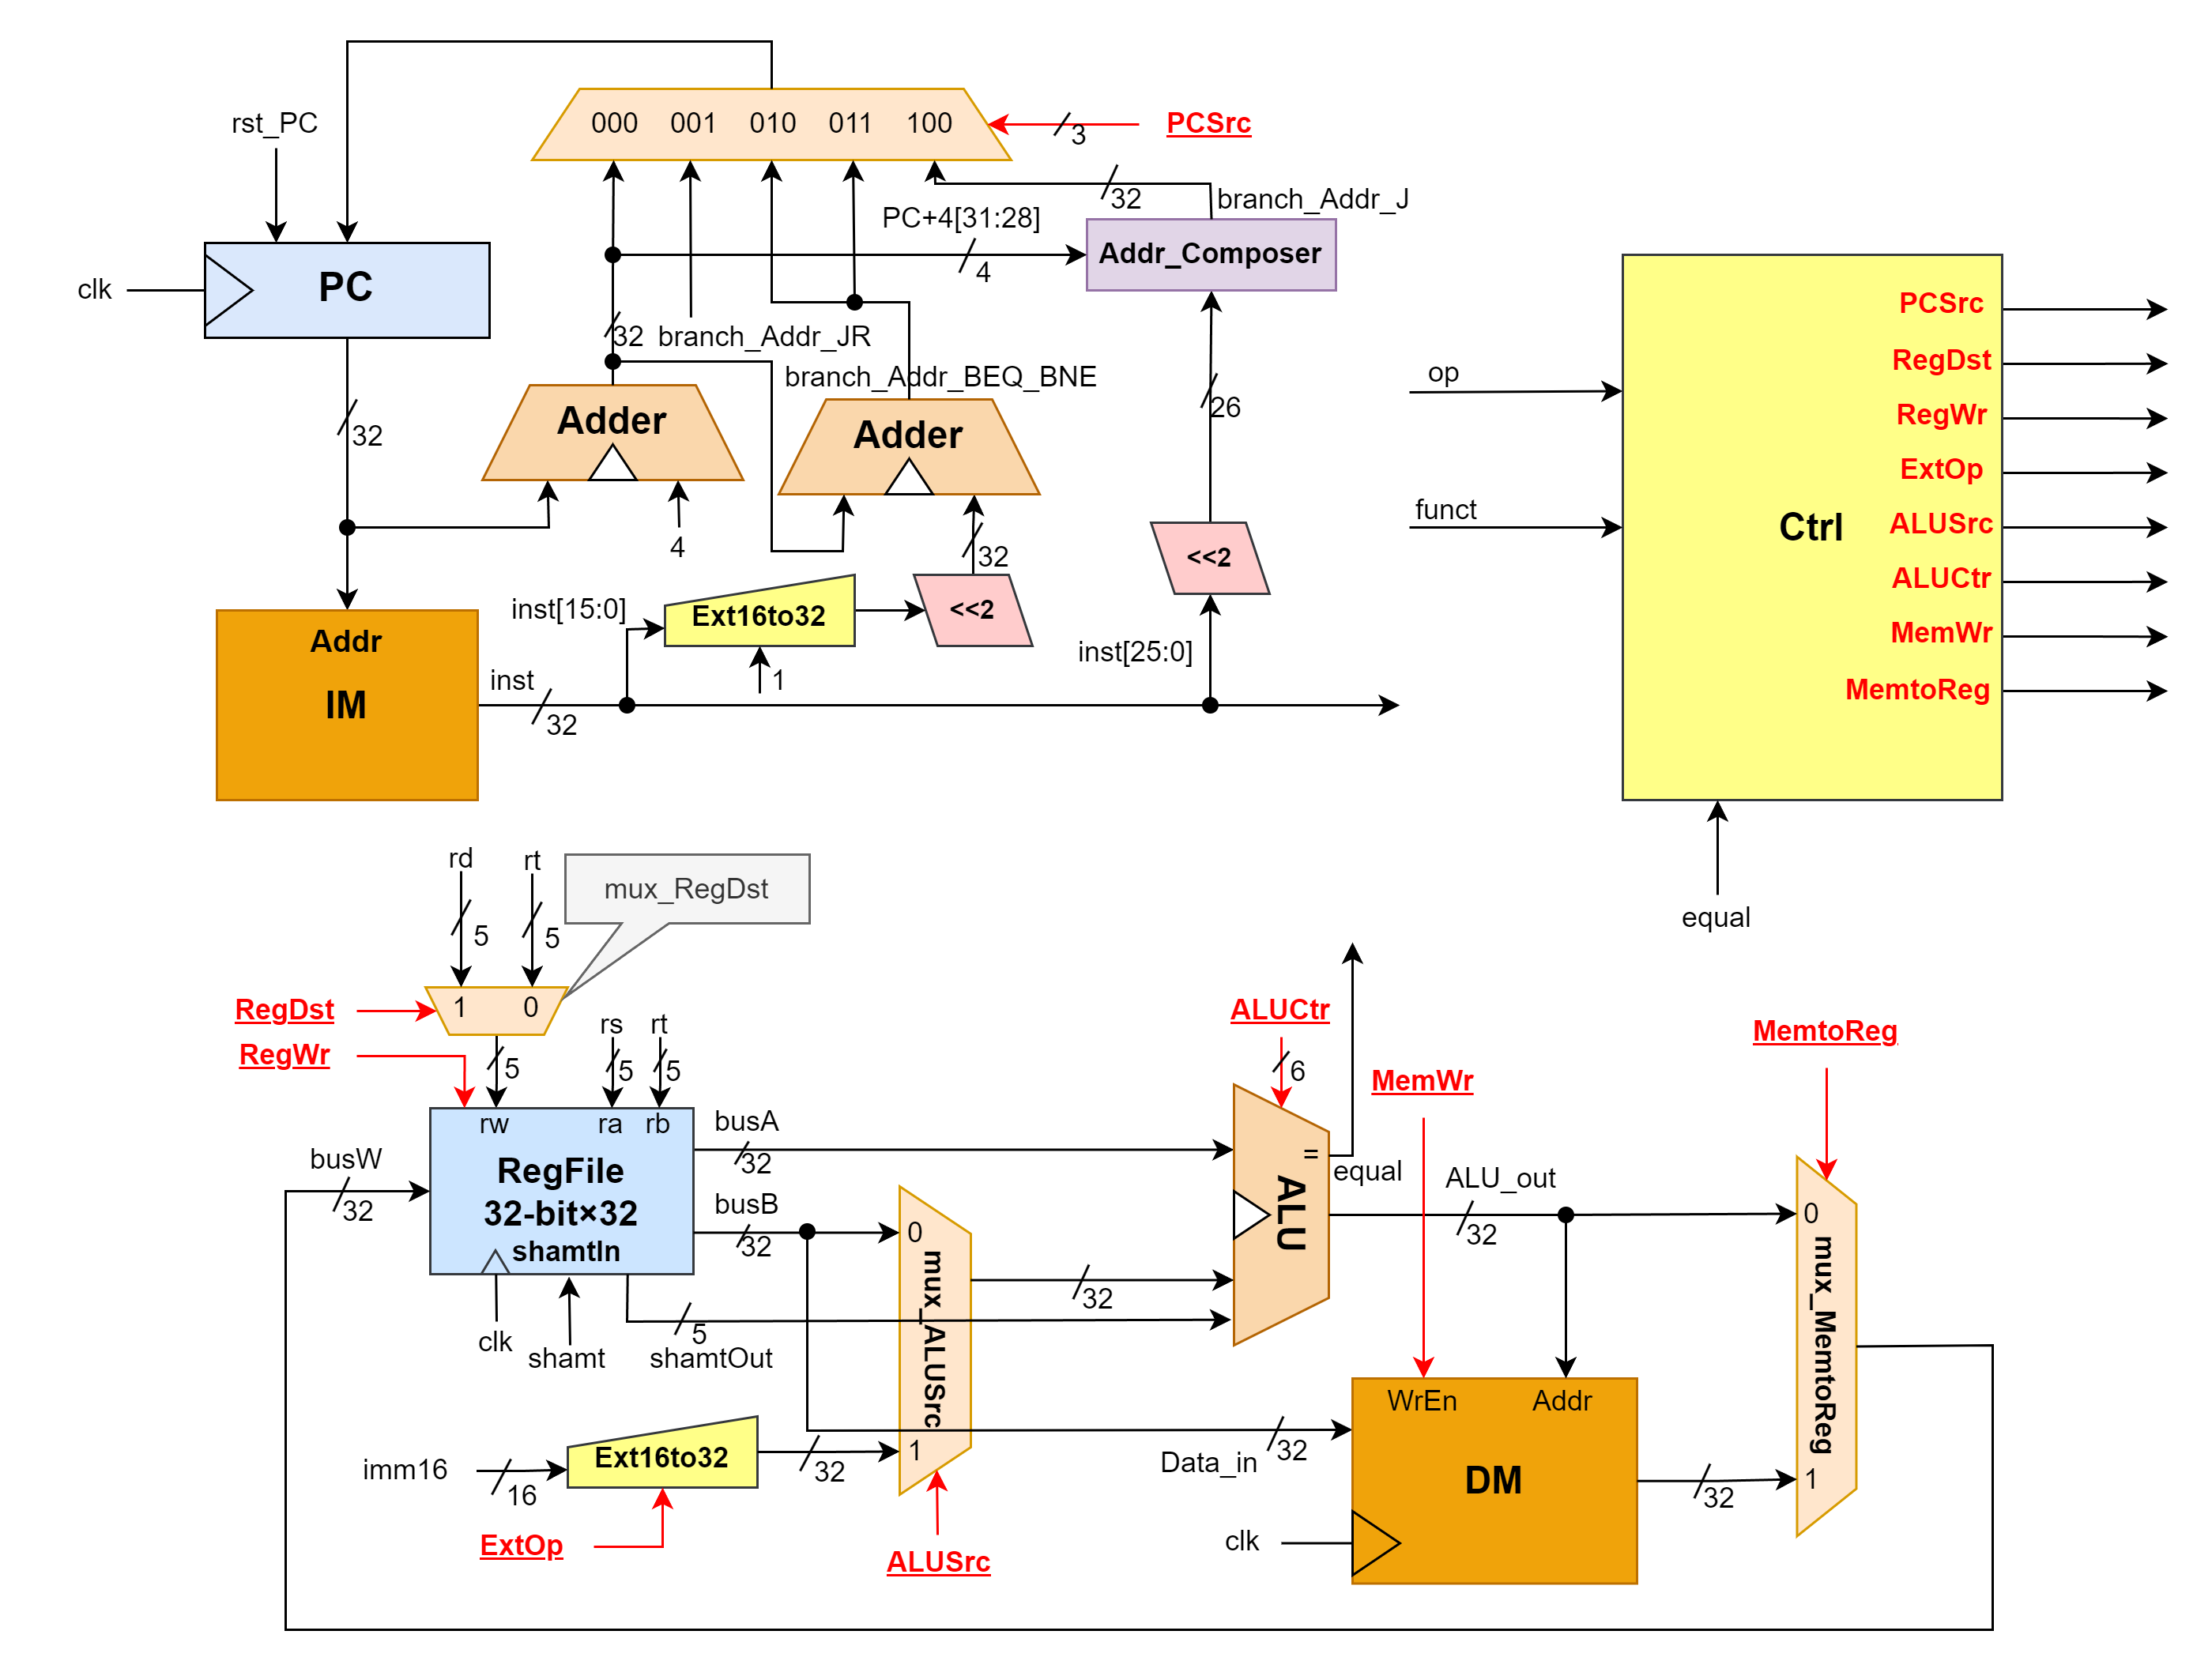 rst_PC
000 001 010 011 100
3
PCSrc
32
branch_Addr_J
PC+4[31:28]
4
Addr_Composer
clk
PC
32
branch_Addr_JR
branch_Addr_BEQ_BNE
32
Adder
Adder
26
4
32
<<2
inst[15:0]
Ext16to32
<<2
1
inst[25:0]
Addr
IM
inst
32
op
funct
Ctrl
PCSrc
RegDst
RegWr
ExtOp
ALUSrc
ALUCtr
MemWr
MemtoReg
equal
rd
rt
mux_RegDst
5
5
RegDst
1 0
RegWr
5
rs
rt
5
5
rw ra rb
busW
32
RegFile
32-bit×32
shamtIn
busA
32
busB
32
clk
shamt
5
shamtOut
0
mux_ALUSrc
1
32
imm16
16
Ext16to32
32
ExtOp
ALUSrc
ALUCtr
6
=
ALU
equal
MemWr
ALU_out
32
MemtoReg
0
mux_MemtoReg
1
WrEn Addr
Data_in
32
DM
32
clk